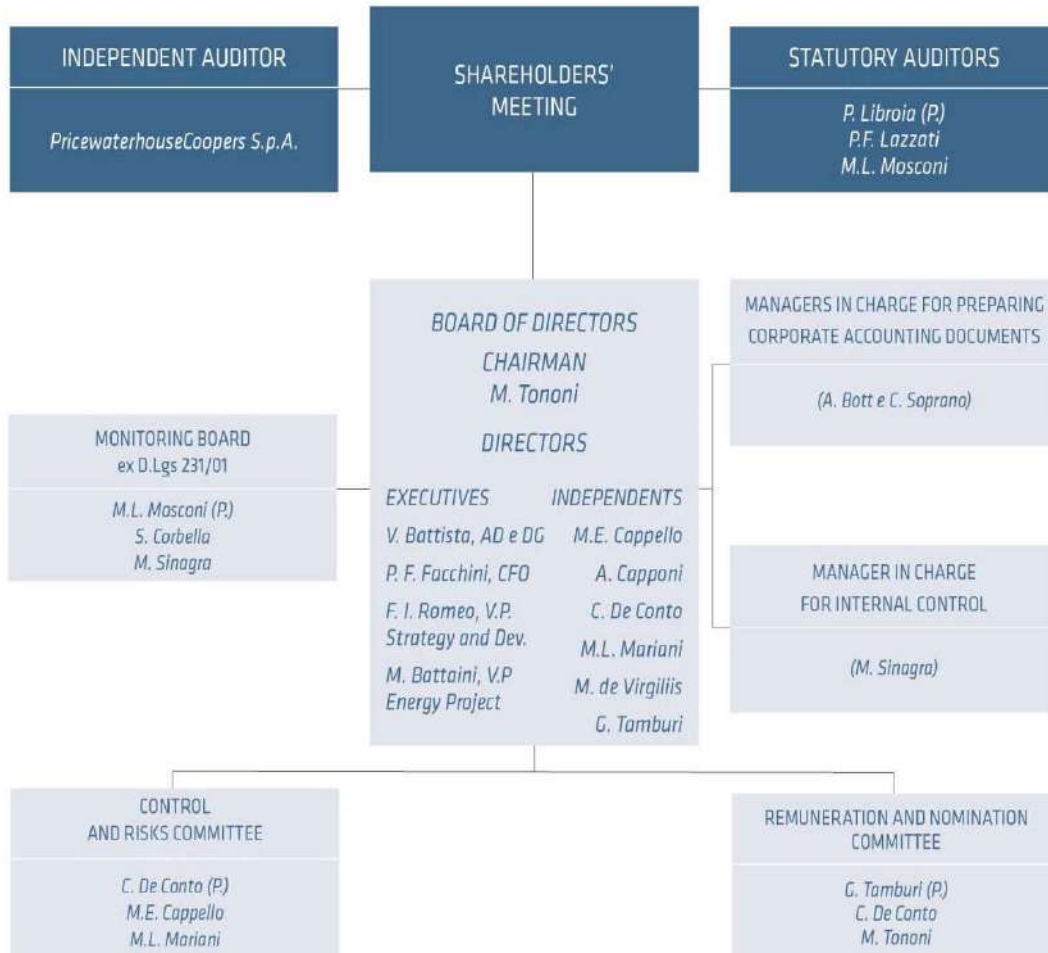 INDEPENDENT AUDITOR
PricewaterhouseCoopers S.p.A.
SHAREHOLDERS'
MEETING
STATUTORY AUDITORS
P. Libroia (P.)
P.F. Lazzati
M.L. Mosconi
BOARD OF DIRECTORS
CHAIRMAN
M. Tononi
DIRECTORS
EXECUTIVES
V. Battista, AD e DG
P. F. Facchini, CFO
F. I. Romeo, V.P.
Strategy and Dev.
M. Battaini, V.P
Energy Project
INDEPENDENTS
M.E. Cappello
A. Capponi
C. De Conto
M.L. Mariani
M. de Virgiliis
G. Tamburi
MONITORING BOARD
ex D.Lgs 231/01
M.L. Mosconi (P.)
S. Corbella
M. Sinagra
MANAGERS IN CHARGE FOR PREPARING
CORPORATE ACCOUNTING DOCUMENTS
(A. Bott e C. Soprano)
MANAGER IN CHARGE
FOR INTERNAL CONTROL
(M. Sinagra)
CONTROL
AND RISKS COMMITTEE
C. De Conto (P.)
M.E. Cappello
M.L. Mariani
REMUNERATION AND NOMINATION
COMMITTEE
G. Tamburi (P.)
C. De Conto
M. Tononi